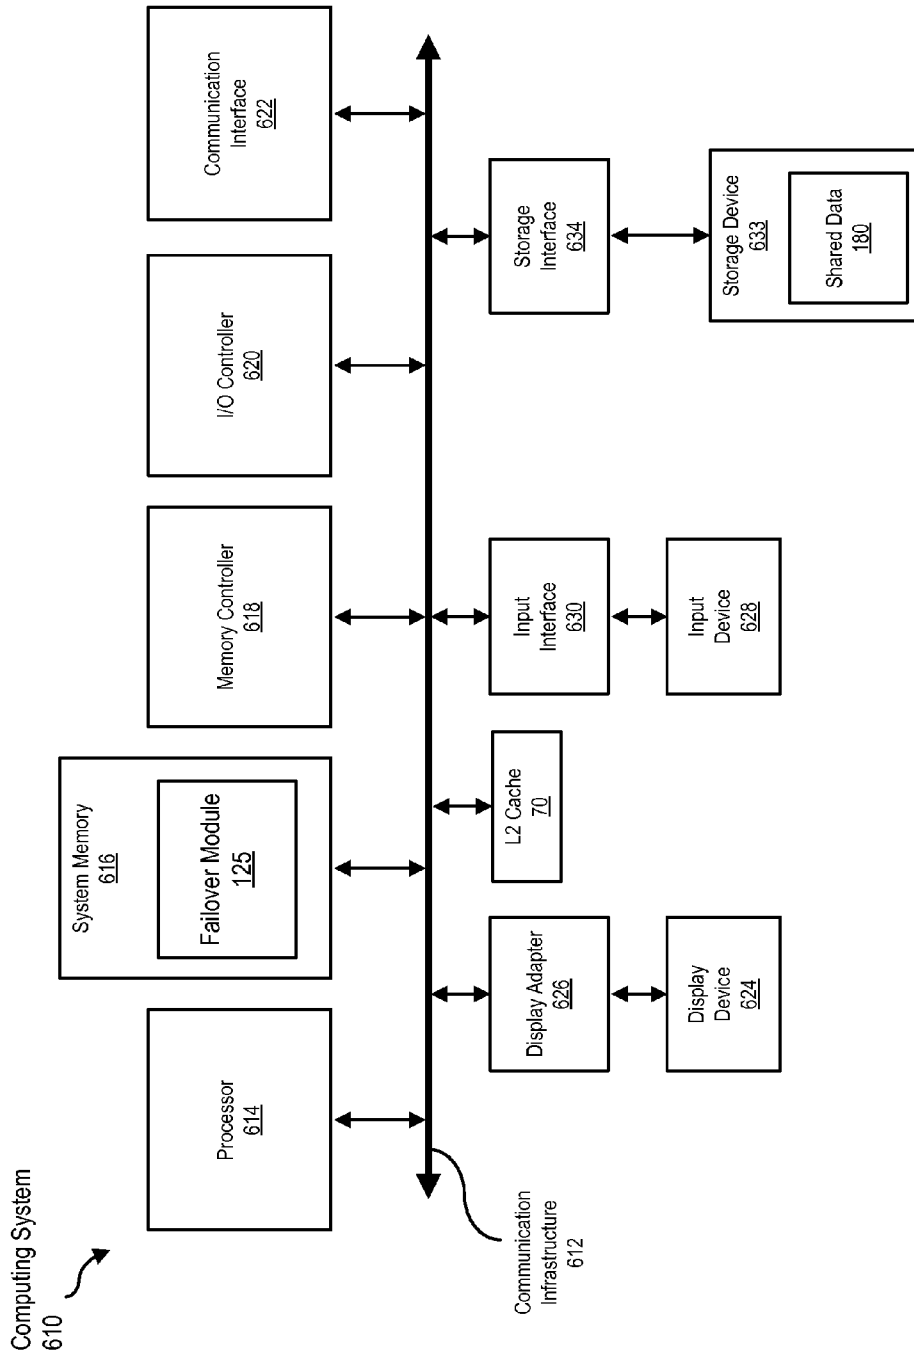 Computing System
610
Processor
614
System Memory
616
Failover Module
125
Memory Controller
618
I/O Controller
620
Communication
Interface
622
Communication
Infrastructure
612
Display Adapter
626
L2 Cache
70
Input
Interface
630
Storage
Interface
634
Display
Device
624
Input
Device
628
Storage Device
633
Shared Data
180